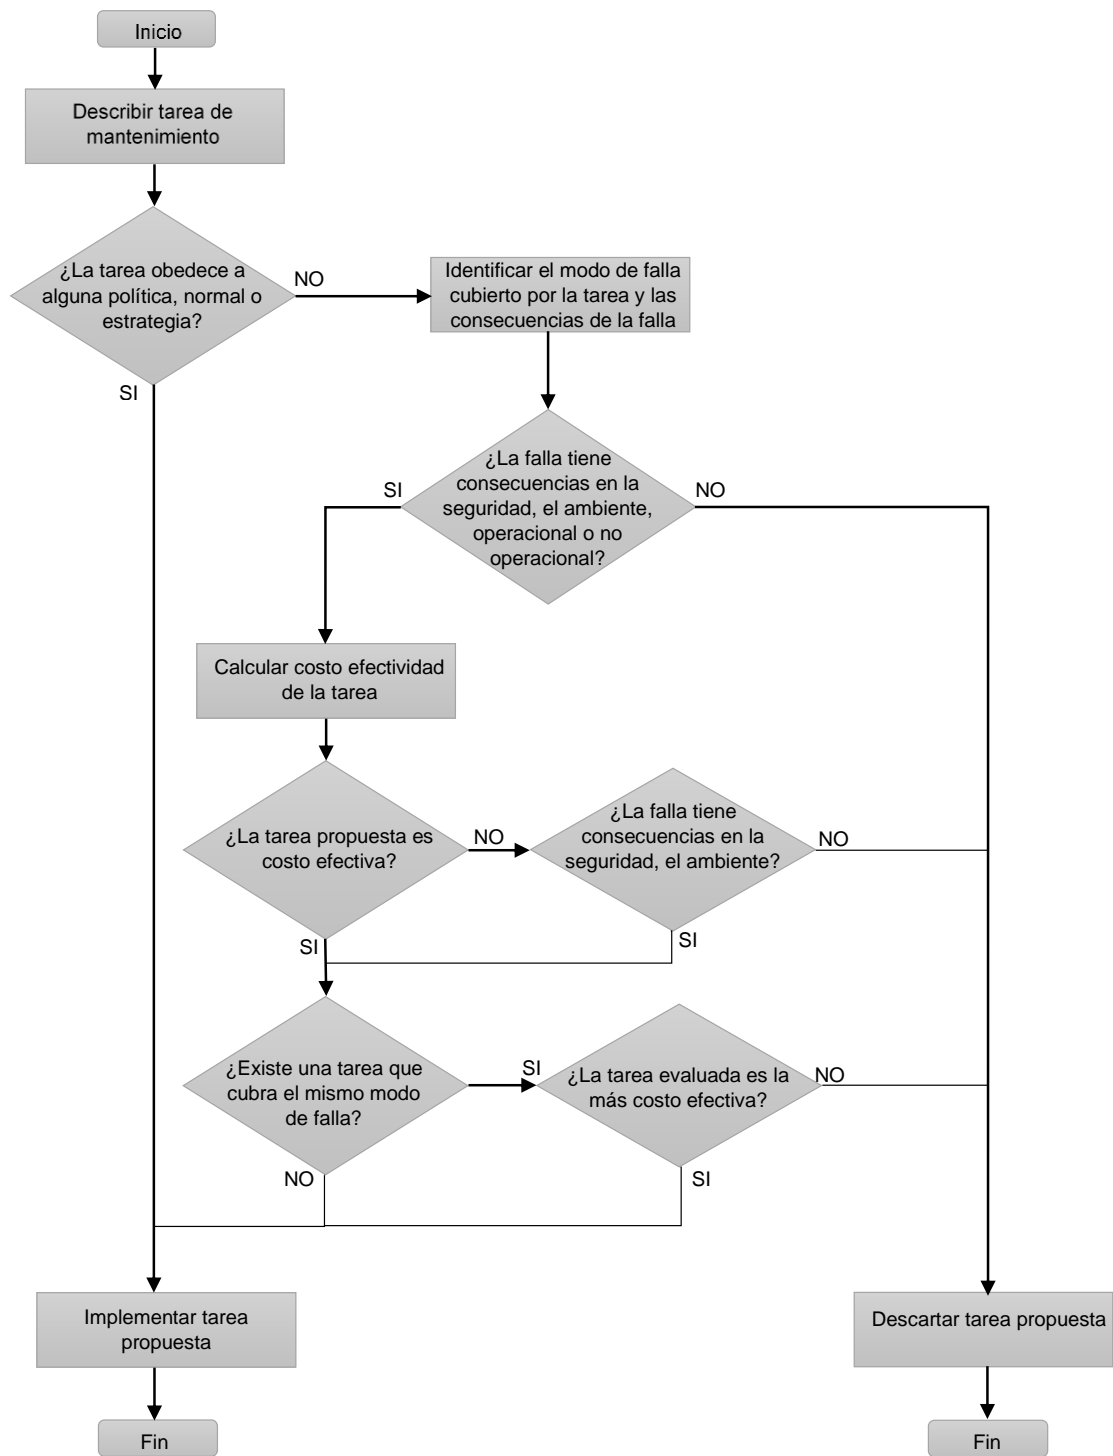 Inicio
Describir tarea de
mantenimiento
¿La tarea obedece a
alguna política, normal o
estrategia?
NO
Identificar el modo de falla
cubierto por la tarea y las
consecuencias de la falla
SI
¿La falla tiene
consecuencias en la
seguridad, el ambiente,
operacional o no
operacional?
SI
NO
Calcular costo efectividad
de la tarea
¿La tarea propuesta es
costo efectiva?
NO
¿La falla tiene
consecuencias en la
seguridad, el ambiente?
NO
SI
SI
¿Existe una tarea que
cubra el mismo modo
de falla?
SI
¿La tarea evaluada es la
más costo efectiva?
NO
NO
SI
Implementar tarea
propuesta
Descartar tarea propuesta
Fin
Fin